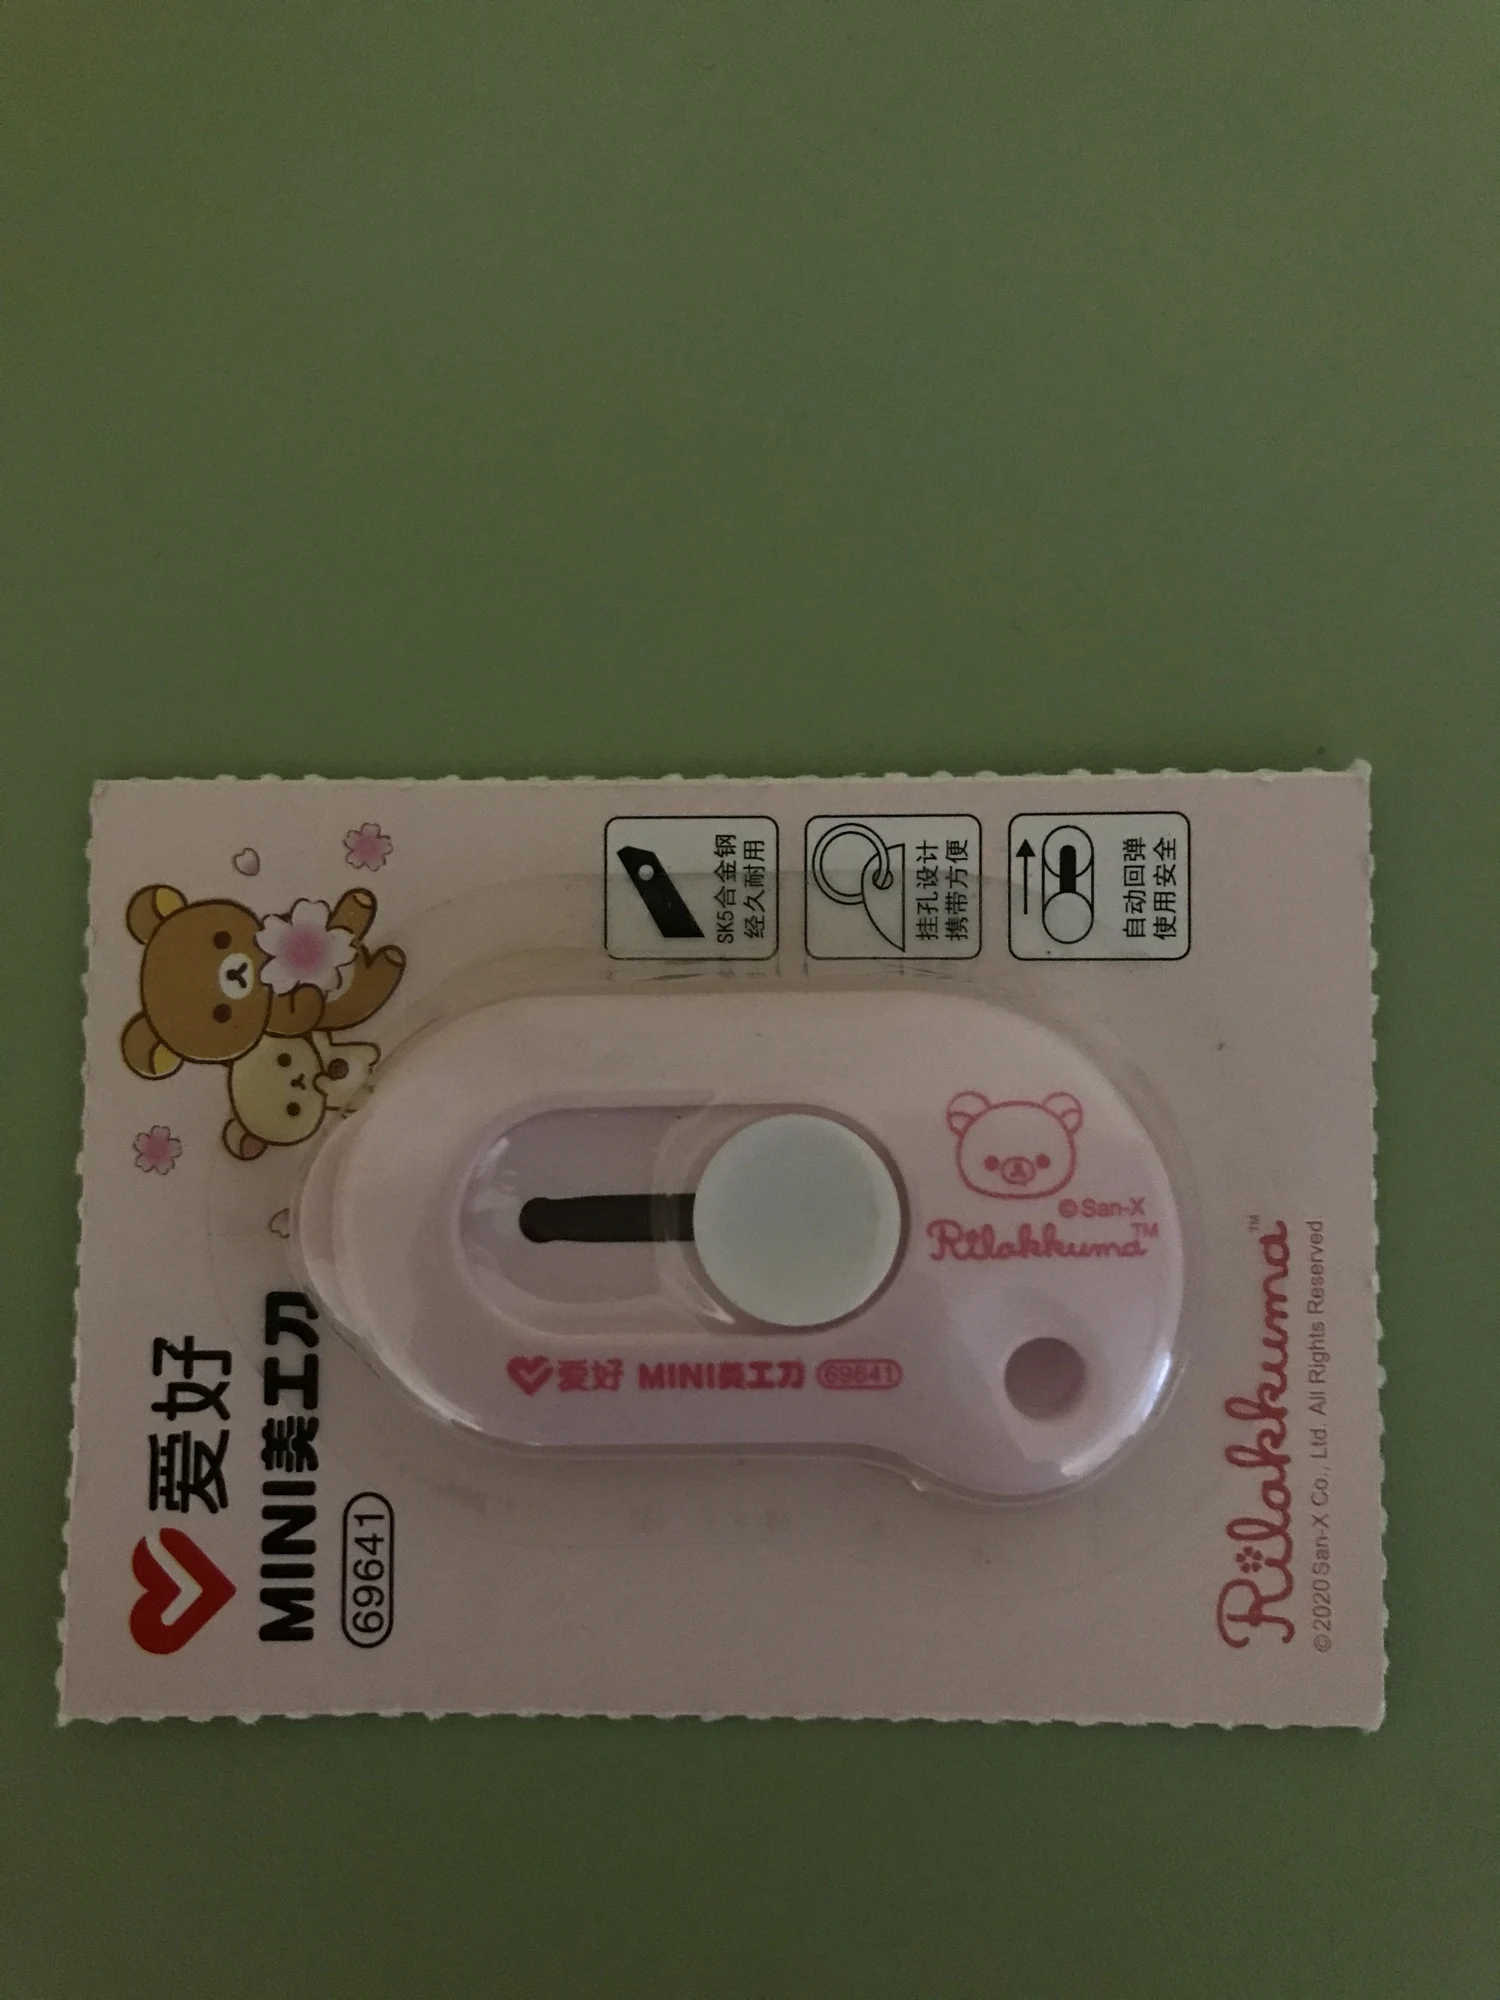 爱好
MINI美工刀
69641
SK5合金钢
经久耐用
挂孔设计
携带方便
自动回弹
使用安全
©San-X
Rilakkuma™
爱好 MINI美工刀 69641
Rilakkuma™
©2020 San-X Co., Ltd. All Rights Reserved.